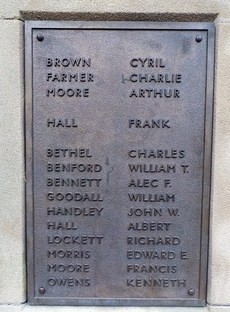 BROWN CYRIL
FARMER CHARLIE
MOORE ARTHUR
HALL FRANK
BETHEL CHARLES
BENFORD WILLIAM T.
BENNETT ALEC F.
GOODALL WILLIAM
HANDLEY JOHN W.
HALL ALBERT
LOCKETT RICHARD
MORRIS EDWARD E.
MOORE FRANCIS
OWENS KENNETH